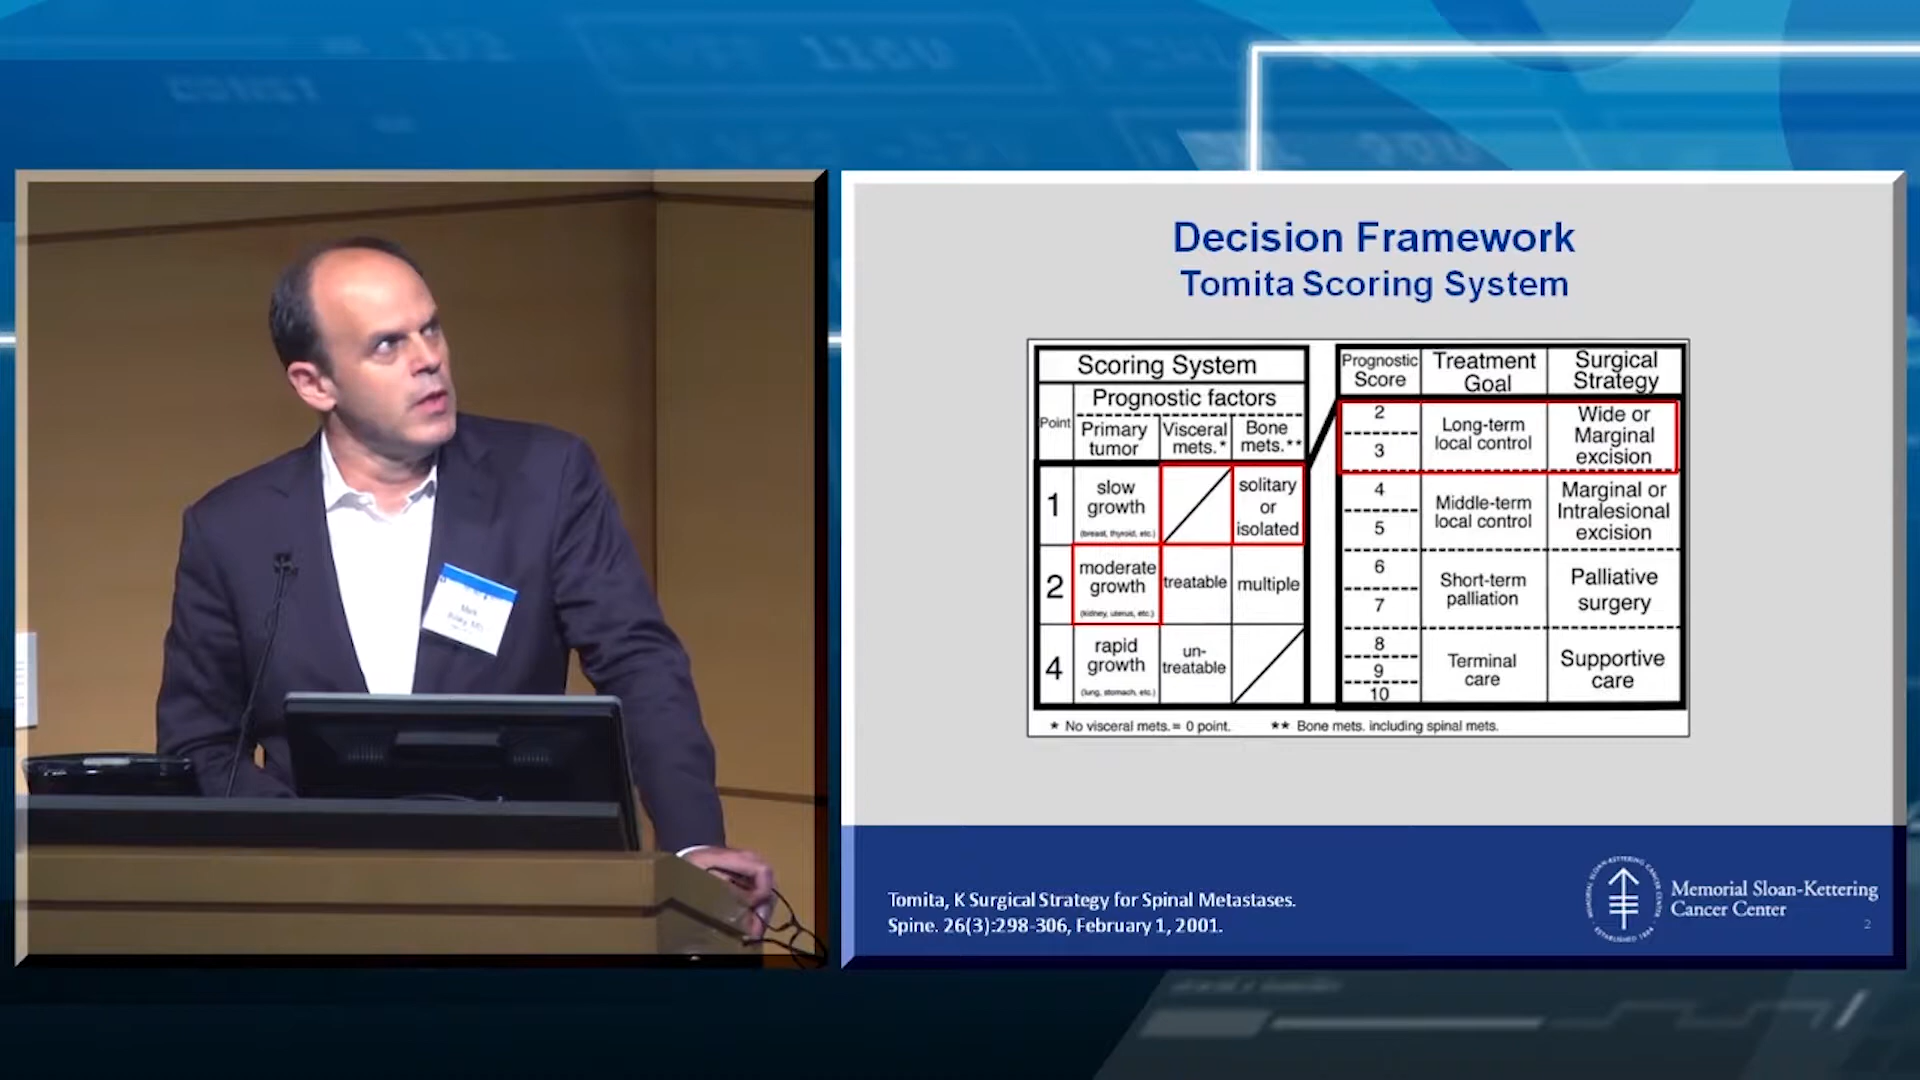 Decision Framework
Tomita Scoring System
Scoring System
Prognostic factors
Point
Primary
tumor
Visceral
mets. *
Bone
mets.**
1
slow
growth
(breast, thyroid, etc.)
solitary
or
isolated
2
moderate
growth
(kidney, uterus, etc.)
treatable
multiple
4
rapid
growth
(lung, stomach, etc.)
un-
treatable
Prognostic
Score
Treatment
Goal
Surgical
Strategy
2
3
Long-term
local control
Wide or
Marginal
excision
4
5
Middle-term
local control
Marginal or
Intralesional
excision
6
7
Short-term
palliation
Palliative
surgery
8
9
10
Terminal
care
Supportive
care
* No visceral mets.= 0 point.
** Bone mets. including spinal mets.
Tomita, K Surgical Strategy for Spinal Metastases.
Spine. 26(3):298-306, February 1, 2001.
Memorial Sloan-Kettering
Cancer Center
2